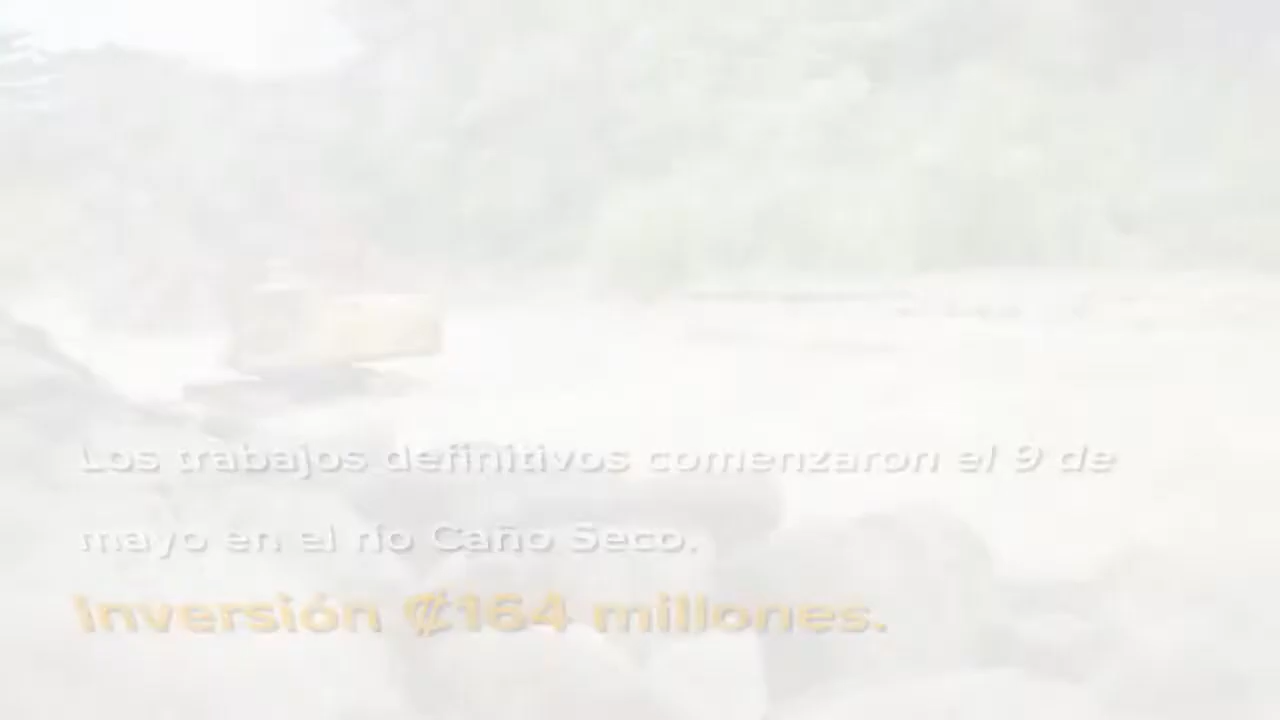 Los trabajos definitivos comenzaron el 9 de
mayo en el río Caño Seco.
Inversión ₡164 millones.